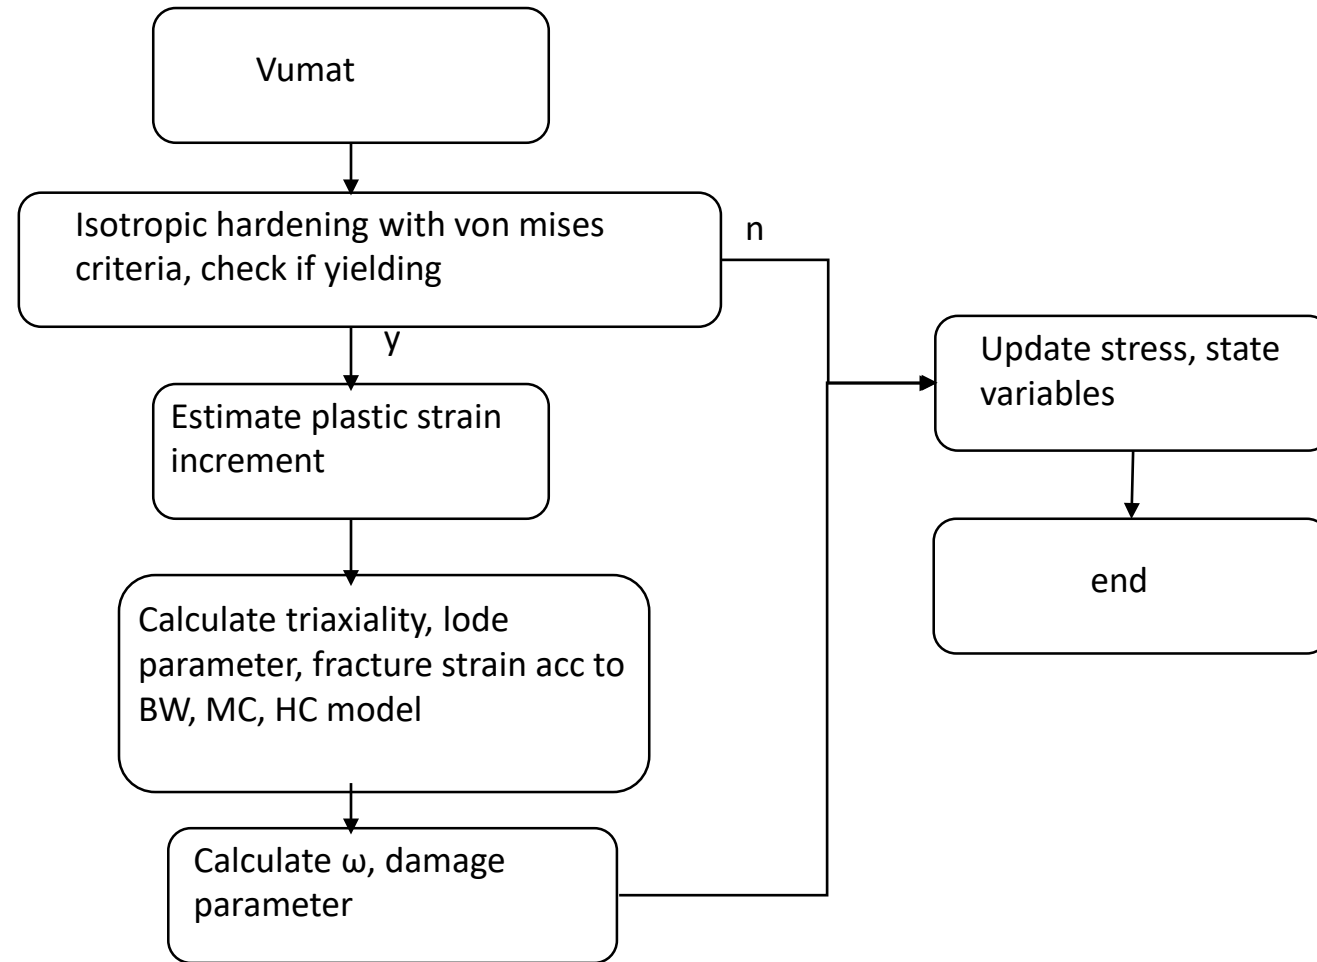 Vumat
Isotropic hardening with von mises
criteria, check if yielding
n
y
Estimate plastic strain
increment
Calculate triaxiality, lode
parameter, fracture strain acc to
BW, MC, HC model
Calculate ω, damage
parameter
Update stress, state
variables
end